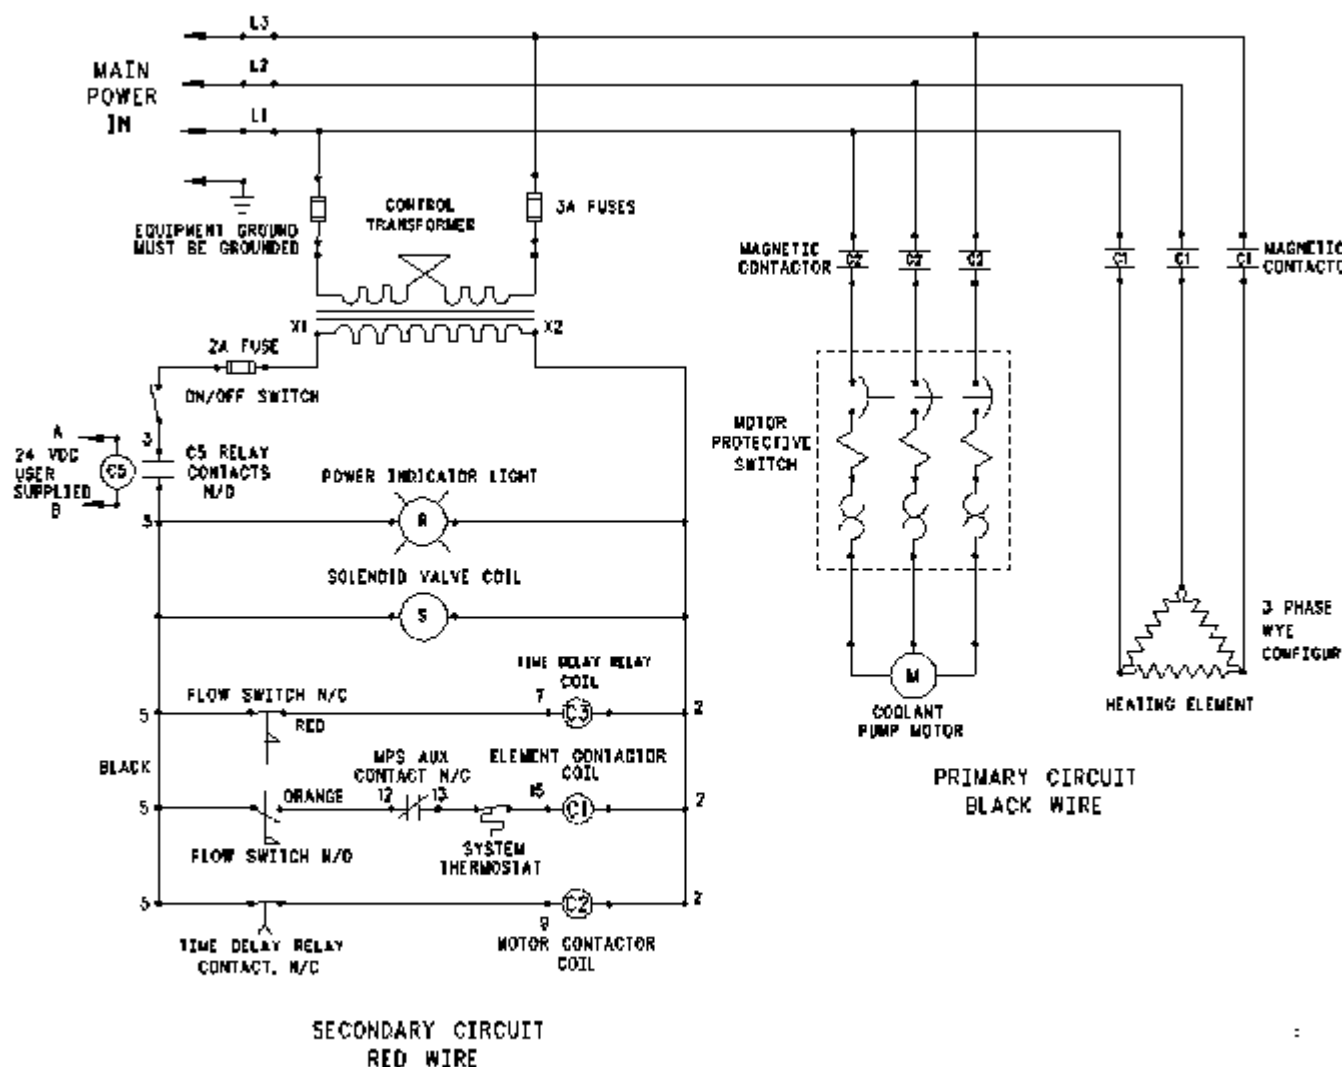 L3
MAIN
POWER
IN
L2
L1
EQUIPMENT GROUND
MUST BE GROUNDED
CONTROL
TRANSFORMER
3A FUSES
MAGNETIC
CONTACTOR
C2
C2
C2
C1
C1
C1
MAGNETIC
CONTACTO
X1
X2
2A FUSE
ON/OFF SWITCH
A
24 VDC
USER
SUPPLIED
B
C5
3
C5 RELAY
CONTACTS
N/O
POWER INDICATOR LIGHT
R
MOTOR
PROTECTIVE
SWITCH
SOLENOID VALVE COIL
S
TIME DELAY RELAY
COIL
FLOW SWITCH N/C
7
5
RED
C3
2
M
COOLANT
PUMP MOTOR
3 PHASE
WYE
CONFIGUR
HEATING ELEMENT
BLACK
MPS AUX
CONTACT N/C
ELEMENT CONTACTOR
COIL
5
ORANGE
12
13
15
C1
2
FLOW SWITCH N/O
SYSTEM
THERMOSTAT
PRIMARY CIRCUIT
BLACK WIRE
5
C2
2
9
TIME DELAY RELAY
CONTACT, N/C
MOTOR CONTACTOR
COIL
SECONDARY CIRCUIT
RED WIRE